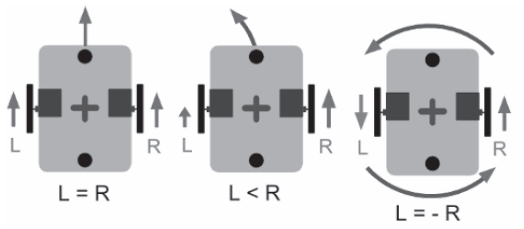 L R
L = R
L R
L < R
L R
L = - R